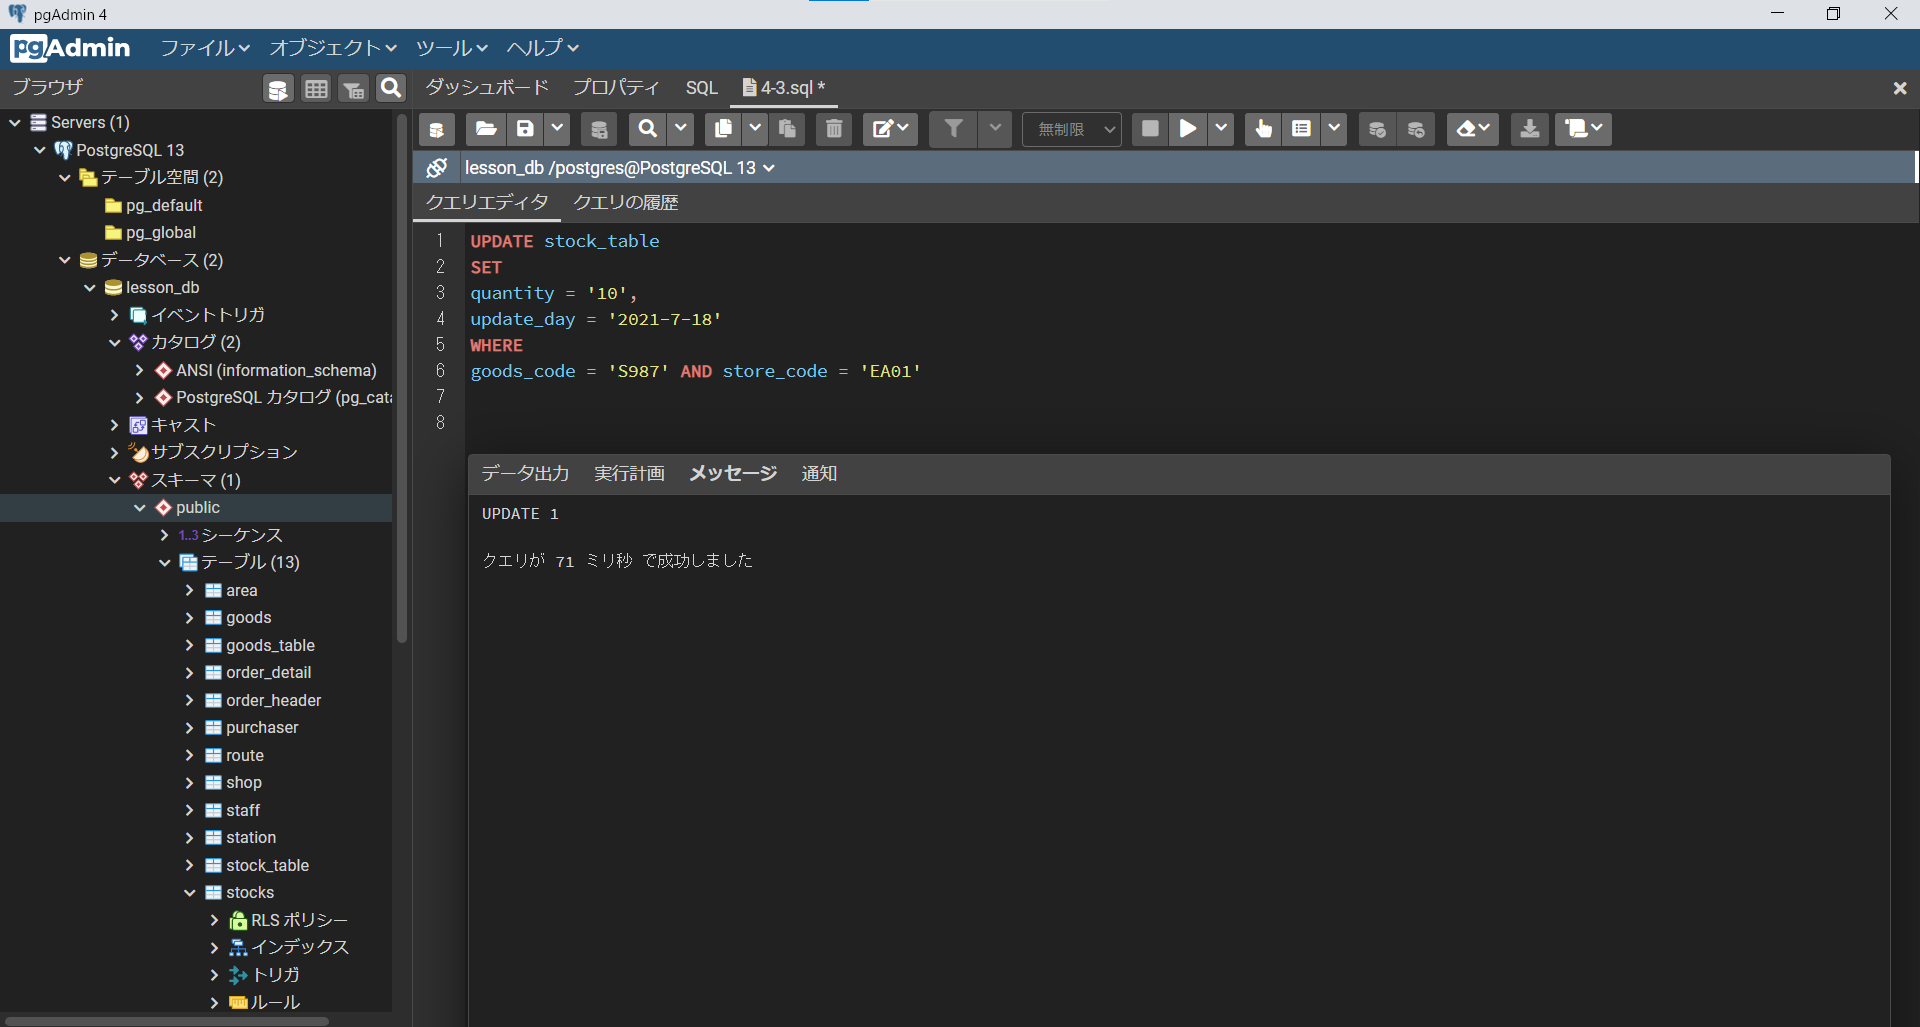 pgAdmin 4
pgAdmin ファイル オブジェクト ツール ヘルプ
ブラウザ
ダッシュボード プロパティ SQL 4-3.sql *
無制限
lesson_db /postgres@PostgreSQL 13
クエリエディタ クエリの履歴
Servers (1)
PostgreSQL 13
テーブル空間 (2)
pg_default
pg_global
データベース (2)
lesson_db
イベントトリガ
カタログ (2)
ANSI (information_schema)
PostgreSQL カタログ (pg_cat
キャスト
サブスクリプション
スキーマ (1)
public
1..3 シーケンス
テーブル (13)
area
goods
goods_table
order_detail
order_header
purchaser
route
shop
staff
station
stock_table
stocks
RLS ポリシー
インデックス
トリガ
ルール
1 UPDATE stock_table
2 SET
3 quantity = '10',
4 update_day = '2021-7-18'
5 WHERE
6 goods_code = 'S987' AND store_code = 'EA01'
7
8
データ出力 実行計画 メッセージ 通知
UPDATE 1
クエリが 71 ミリ秒 で成功しました